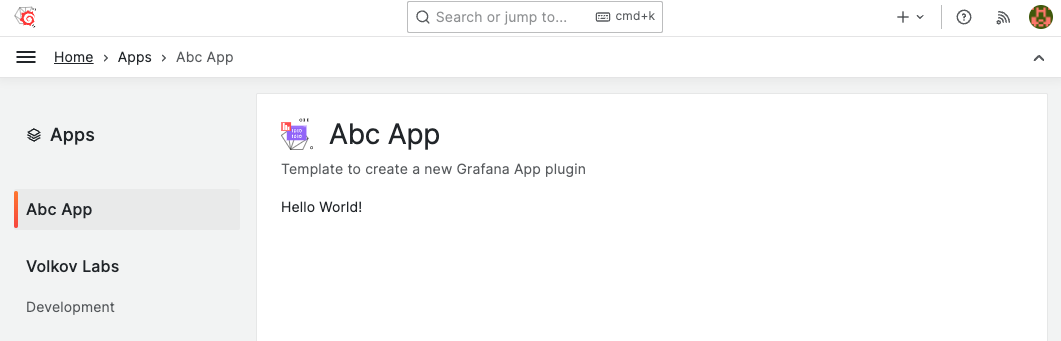 Search or jump to... cmd+k
Home › Apps › Abc App
Apps
Abc App
Volkov Labs
Development
Abc App
Template to create a new Grafana App plugin
Hello World!